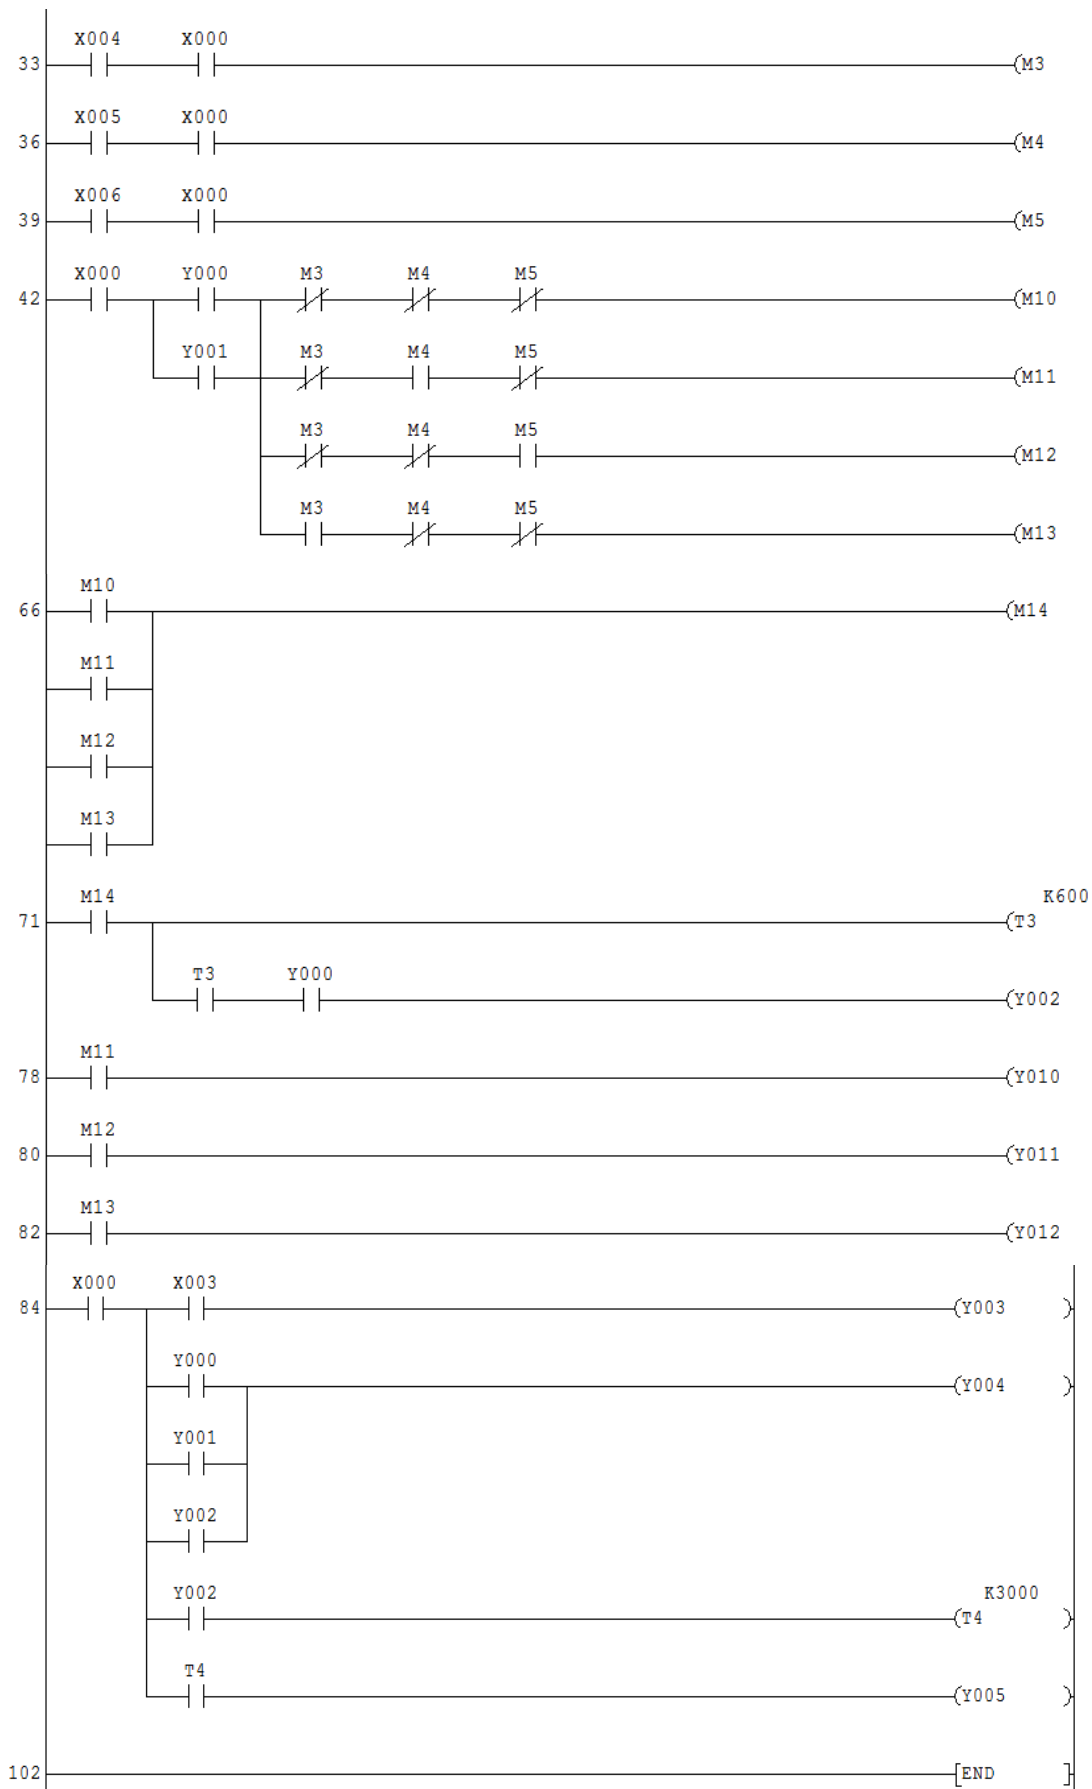 X004 X000
33 (M3
X005 X000
36 (M4
X006 X000
39 (M5
X000 Y000 M3 M4 M5
42 (M10
Y001 M3 M4 M5
(M11
M3 M4 M5
(M12
M3 M4 M5
(M13
M10
66 (M14
M11
M12
M13
M14 K600
71 (T3
T3 Y000
(Y002
M11
78 (Y010
M12
80 (Y011
M13
82 (Y012
X000 X003
84 (Y003 )
Y000
(Y004 )
Y001
Y002
Y002 K3000
(T4 )
T4
(Y005 )
102 [END ]